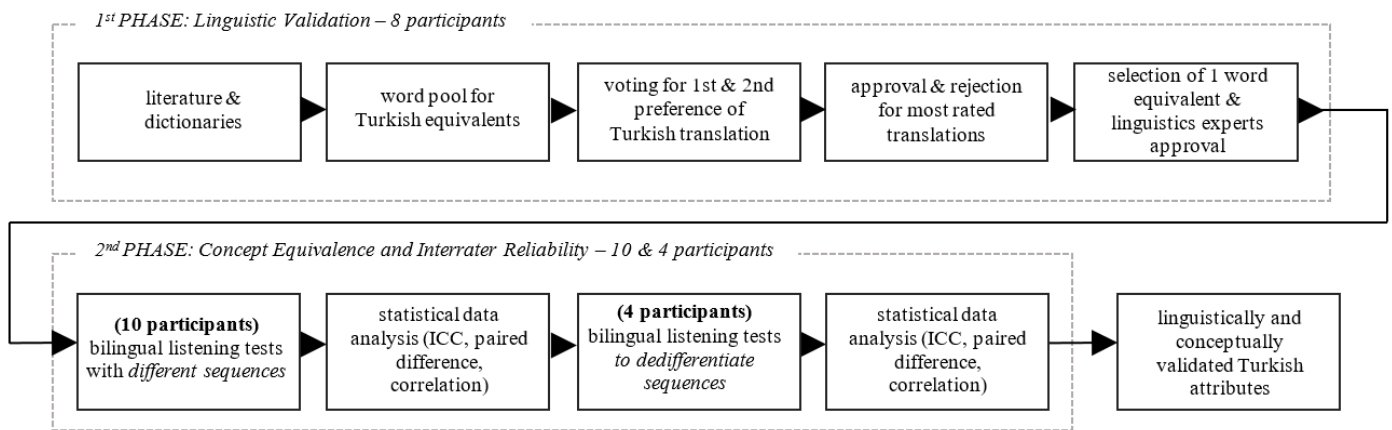 1st PHASE: Linguistic Validation – 8 participants
literature &
dictionaries
word pool for
Turkish equivalents
voting for 1st & 2nd
preference of
Turkish translation
approval & rejection
for most rated
translations
selection of 1 word
equivalent &
linguistics experts
approval
2nd PHASE: Concept Equivalence and Interrater Reliability – 10 & 4 participants
(10 participants)
bilingual listening tests
with different sequences
statistical data
analysis (ICC, paired
difference,
correlation)
(4 participants)
bilingual listening tests
to dedifferentiate
sequences
statistical data
analysis (ICC, paired
difference,
correlation)
linguistically and
conceptually
validated Turkish
attributes